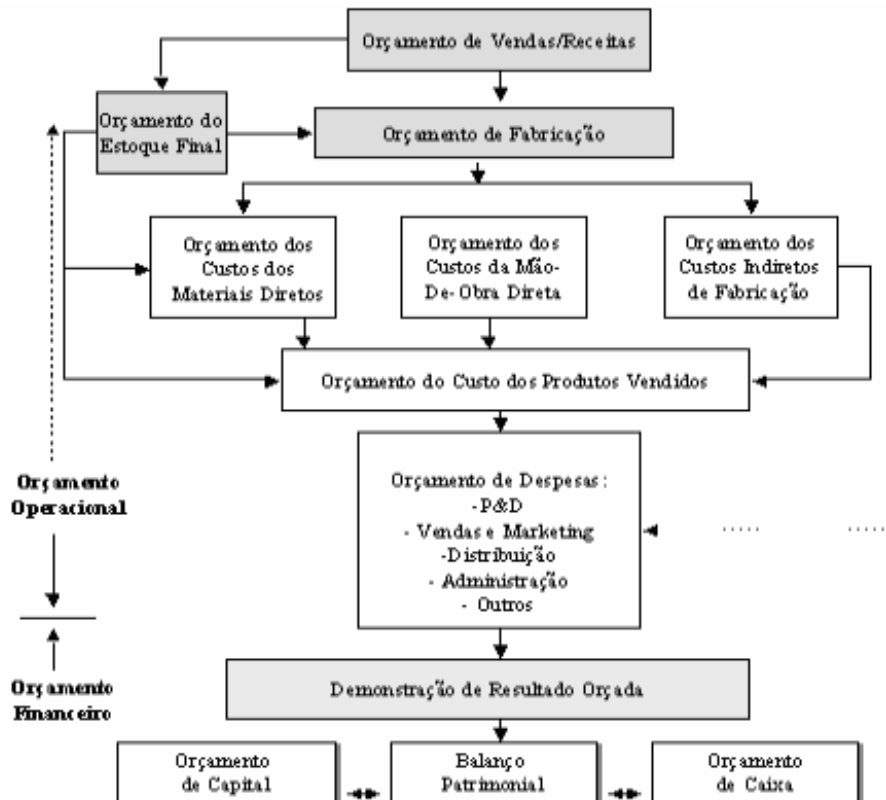 Orçamento de Vendas/Receitas
Orçamento do
Estoque Final
Orçamento de Fabricação
Orçamento dos
Custos dos
Materiais Diretos
Orçamento dos
Custos da Mão-
De-Obra Direta
Orçamento dos
Custos Indiretos
de Fabricação
Orçamento do Custo dos Produtos Vendidos
Orçamento de Despesas:
-P&D
- Vendas e Marketing
-Distribuição
- Administração
- Outros
Orçamento
Operacional
Orçamento
Financeiro
Demonstração de Resultado Orçada
Orçamento
de Capital
Balanço
Patrimonial
Orçamento
de Caixa